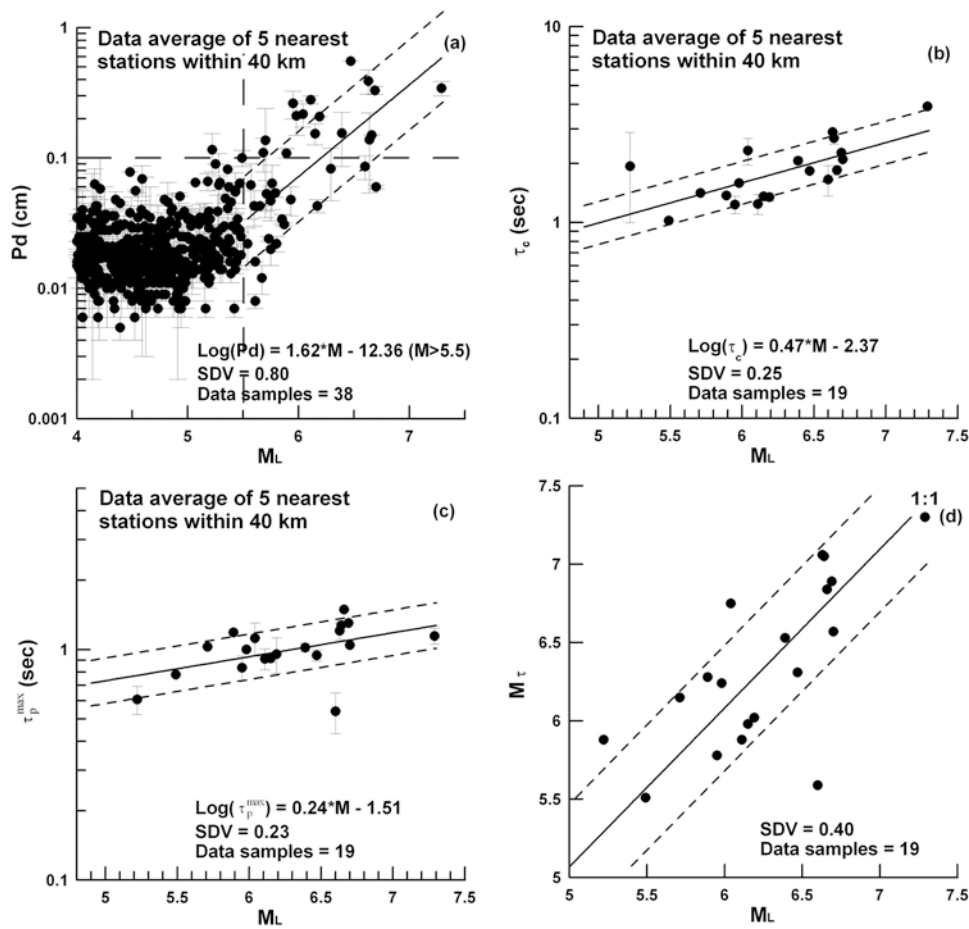 Data average of 5 nearest
stations within 40 km
(a)
1
0.1
0.01
0.001
Pd (cm)
Log(Pd) = 1.62*M - 12.36 (M>5.5)
SDV = 0.80
Data samples = 38
4 5 6 7
ML
Data average of 5 nearest
stations within 40 km
(b)
10
1
0.1
τc (sec)
Log(τc) = 0.47*M - 2.37
SDV = 0.25
Data samples = 19
5 5.5 6 6.5 7 7.5
ML
Data average of 5 nearest
stations within 40 km
(c)
1
0.1
τp max (sec)
Log(τp max) = 0.24*M - 1.51
SDV = 0.23
Data samples = 19
5 5.5 6 6.5 7 7.5
ML
7.5
7
6.5
6
5.5
5
1:1
(d)
M τ
SDV = 0.40
Data samples = 19
5 5.5 6 6.5 7 7.5
ML